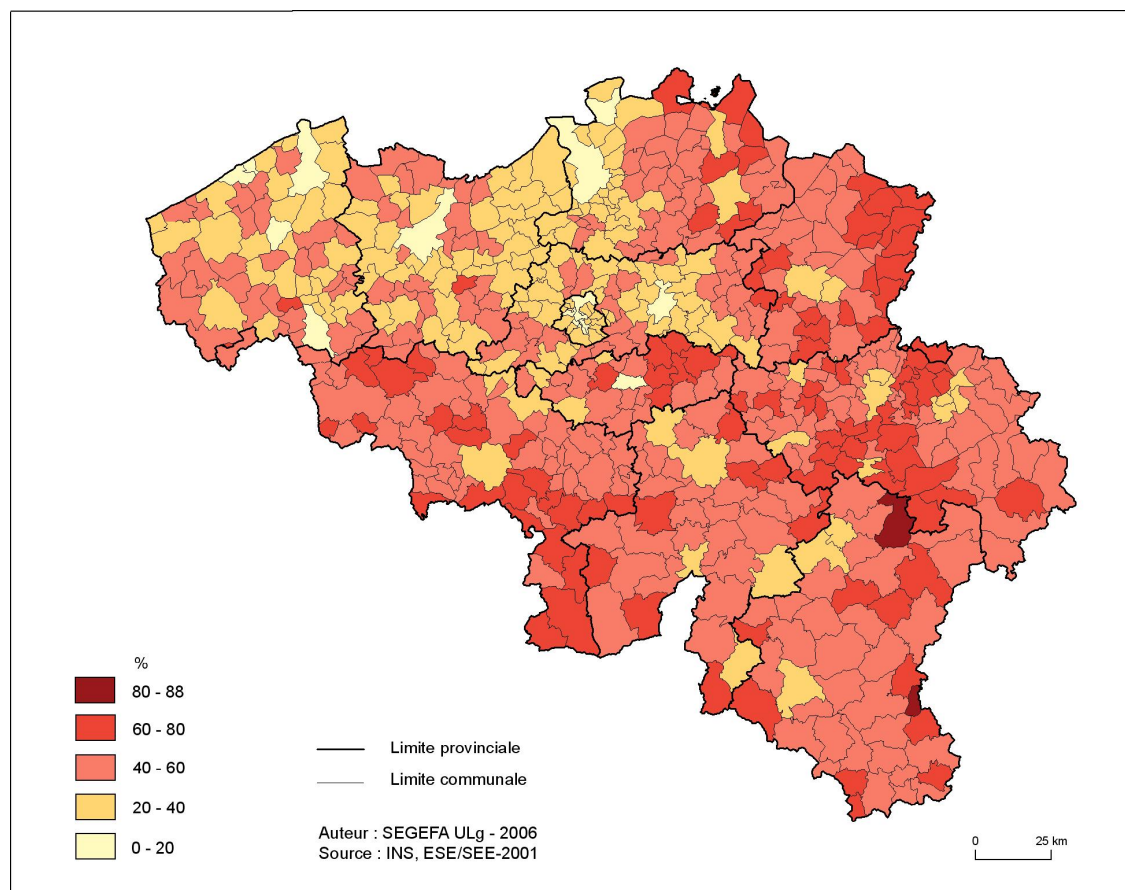 %
80 - 88
60 - 80
40 - 60
20 - 40
0 - 20
Limite provinciale
Limite communale
Auteur : SEGEFA ULg - 2006
Source : INS, ESE/SEE-2001
0 25 km